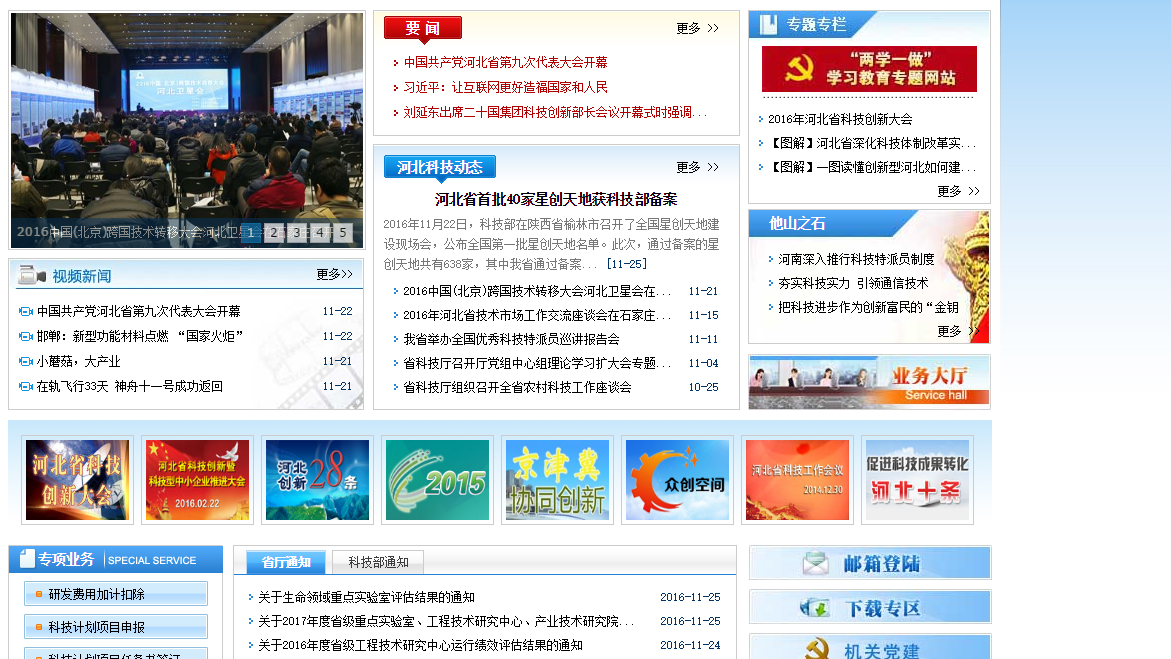 2016中国(北京)跨国技术转移大会河北卫星
1 2 3 4 5
视频新闻
更多>>
中国共产党河北省第九次代表大会开幕 11-22
邯郸：新型功能材料点燃 “国家火炬” 11-22
小蘑菇，大产业 11-21
在轨飞行33天 神舟十一号成功返回 11-21
要 闻
更多 >>
中国共产党河北省第九次代表大会开幕
习近平：让互联网更好造福国家和人民
刘延东出席二十国集团科技创新部长会议开幕式时强调...
河北科技动态
更多 >>
河北省首批40家星创天地获科技部备案
2016年11月22日，科技部在陕西省榆林市召开了全国星创天地建
设现场会，公布全国第一批星创天地名单。此次，通过备案的星
创天地共有638家，其中我省通过备案... [11-25]
2016中国(北京)跨国技术转移大会河北卫星会在... 11-21
2016年河北省技术市场工作交流座谈会在石家庄... 11-15
我省举办全国优秀科技特派员巡讲报告会 11-11
省科技厅召开厅党组中心组理论学习扩大会专题... 11-04
省科技厅组织召开全省农村科技工作座谈会 10-25
专题专栏
“两学一做”
学习教育专题网站
2016年河北省科技创新大会
【图解】河北省深化科技体制改革实...
【图解】一图读懂创新型河北如何建...
更多 >>
他山之石
河南深入推行科技特派员制度
夯实科技实力 引领通信技术
把科技进步作为创新富民的“金钥
更多 >>
业务大厅
Service hall
河北省科技
创新大会
河北省科技创新暨
科技型中小企业推进大会
2016.02.22
河北
创新28条
2015
京津冀
协同创新
众创空间
河北省科技工作会议
2014.12.30
促进科技成果转化
河北十条
专项业务 SPECIAL SERVICE
研发费用加计扣除
科技计划项目申报
科技计划项目任务书签订
省厅通知
科技部通知
关于生命领域重点实验室评估结果的通知 2016-11-25
关于2017年度省级重点实验室、工程技术研究中心、产业技术研究院... 2016-11-25
关于2016年度省级工程技术研究中心运行绩效评估结果的通知 2016-11-24
邮箱登陆
下载专区
机关党建